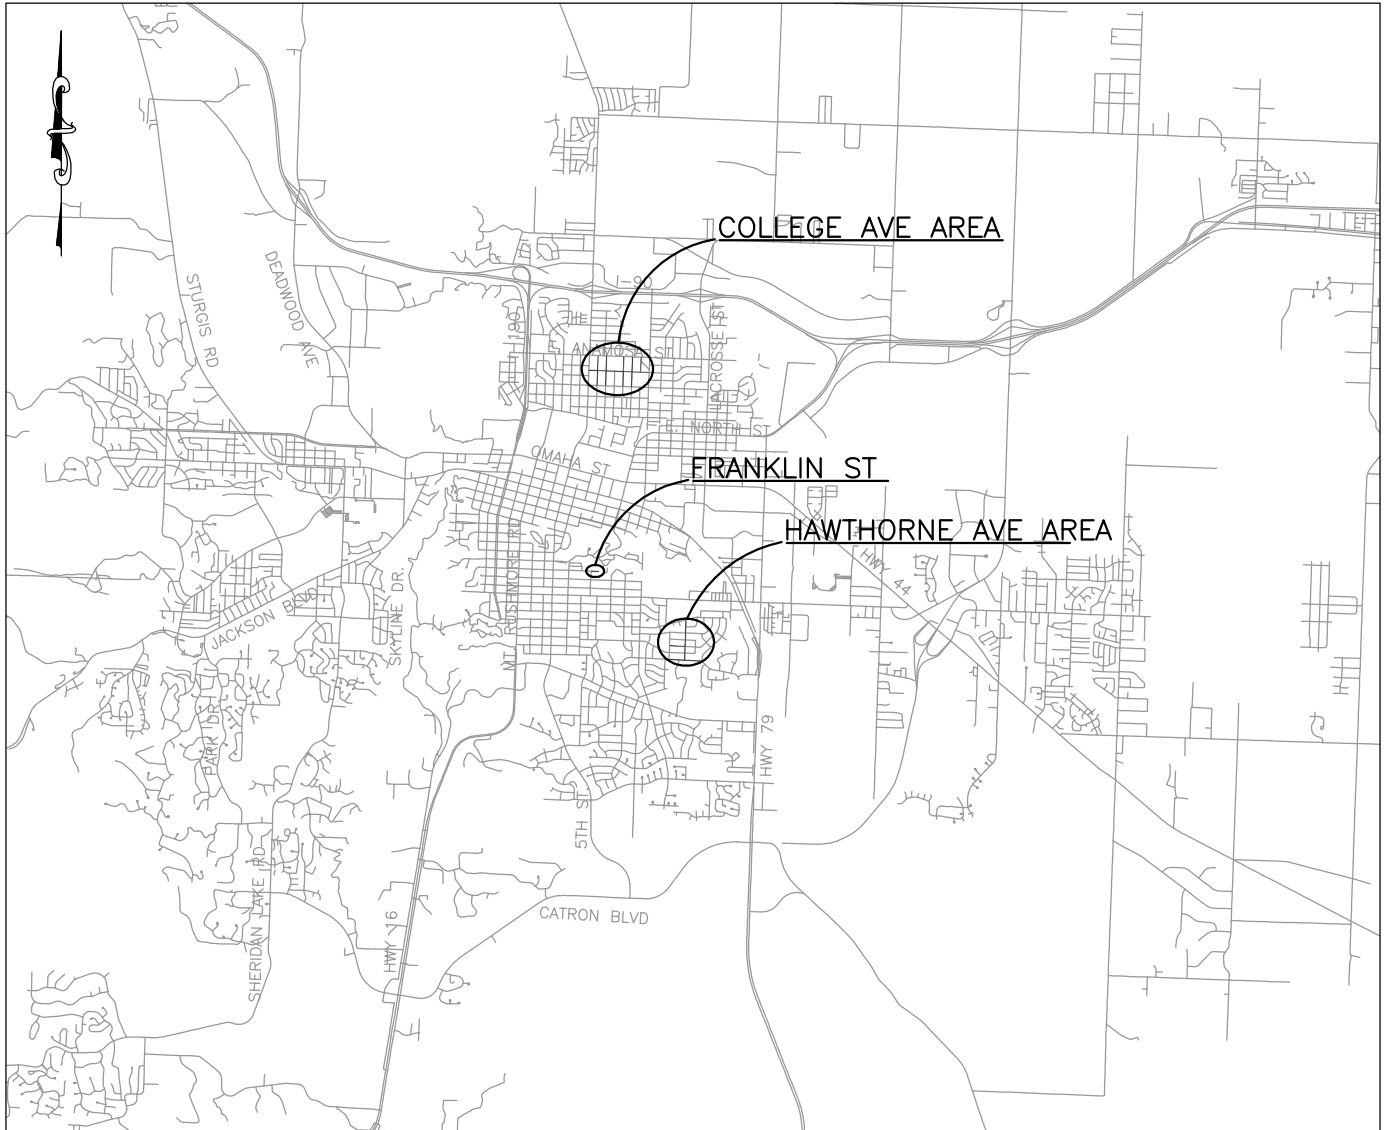 COLLEGE AVE AREA
I-90
STURGIS RD
DEADWOOD AVE
I-190
ANAMOSA ST
LACROSSE ST
E. NORTH ST
OMAHA ST
FRANKLIN ST
HAWTHORNE AVE AREA
HWY 44
JACKSON BLVD
SKYLINE DR.
MT RUSHMORE RD
PARK DR.
HWY 79
5TH ST
SHERIDAN LAKE RD
HWY 16
CATRON BLVD